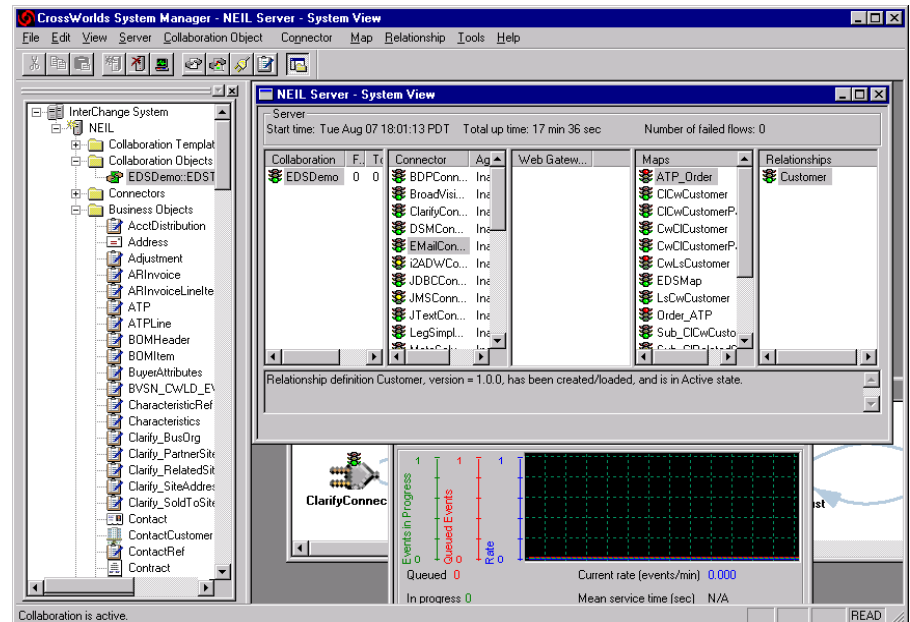 CrossWorlds System Manager - NEIL Server - System View
File Edit View Server Collaboration Object Connector Map Relationship Tools Help
InterChange System
NEIL
Collaboration Templat
Collaboration Objects
EDSDemo::EDST
Connectors
Business Objects
AcctDistribution
Address
Adjustment
ARInvoice
ARInvoiceLineIte
ATP
ATPLine
BOMHeader
BOMItem
BuyerAttributes
BVSN_CWLD_EV
CharacteristicRef
Characteristics
Clarify_BusOrg
Clarify_PartnerSite
Clarify_RelatedSit
Clarify_SiteAddres
Clarify_SoldToSite
Contact
ContactCustomer
ContactRef
Contract
NEIL Server - System View
Server
Start time: Tue Aug 07 18:01:13 PDT Total up time: 17 min 36 sec Number of failed flows: 0
Collaboration F.. To Connector Ag Web Gatew... Maps Relationships
EDSDemo 0 0 BDPConn... Ina ATP_Order Customer
BroadVisi... Ina ClCwCustomer
ClarifyCon... Ina ClCwCustomerP
DSMCon... Ina CwClCustomer
EMailCon... Ina CwClCustomerP
i2ADWCo... Ina CwLsCustomer
JDBCConn... Ina EDSMap
JMSConn... Ina LsCwCustomer
JTextCon... Ina Order_ATP
LegSimpl... Ina Sub_ClCwCusto
Relationship definition Customer, version = 1.0.0, has been created/loaded, and is in Active state.
ClarifyConnec
ust
1 1 1
Events in Progress
Queued Events
Rate
0 0 0
Queued 0 Current rate (events/min) 0.000
In progress 0 Mean service time (sec) N/A
Collaboration is active. READ